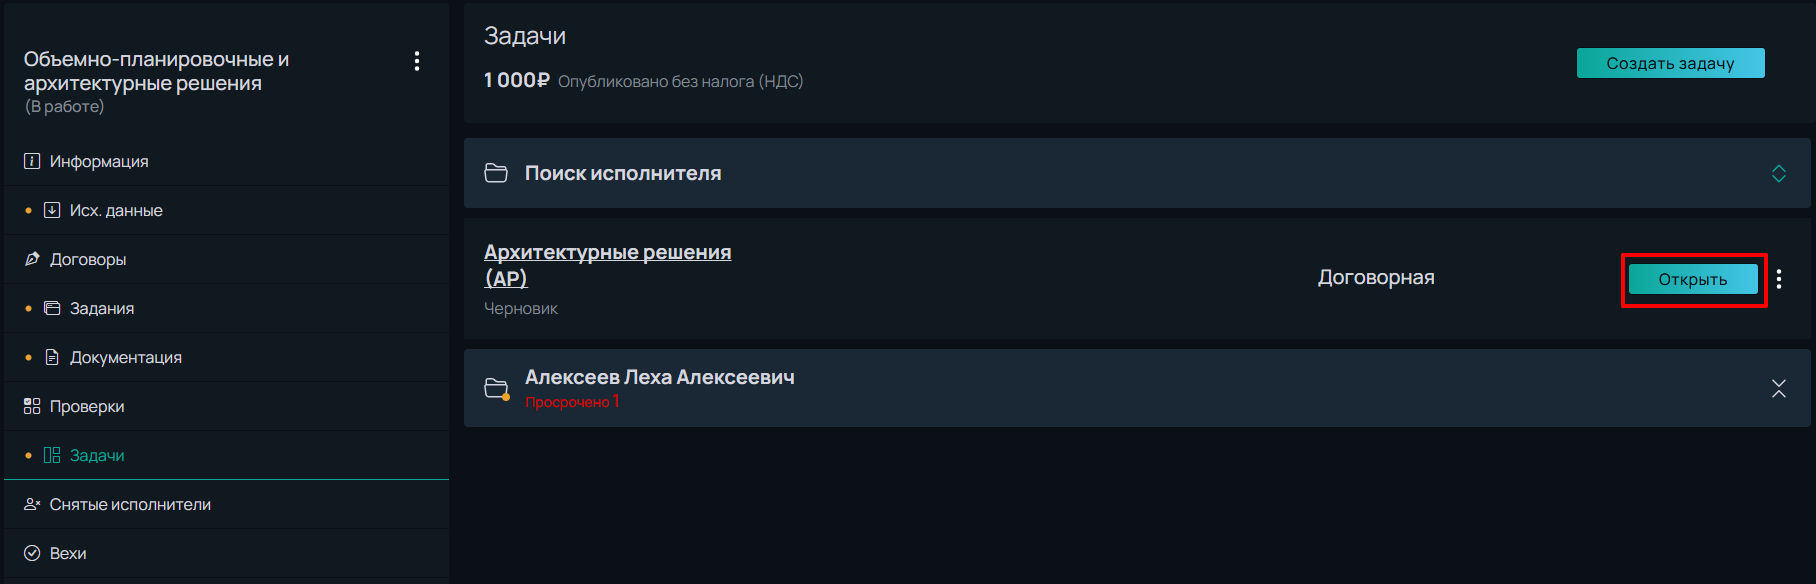 Объемно-планировочные и
архитектурные решения
(В работе)
Информация
Исх. данные
Договоры
Задания
Документация
Проверки
Задачи
Снятые исполнители
Вехи
Задачи
1 000₽ Опубликовано без налога (НДС)
Создать задачу
Поиск исполнителя
Архитектурные решения
(АР)
Черновик
Договорная
Открыть
Алексеев Леха Алексеевич
Просрочено 1